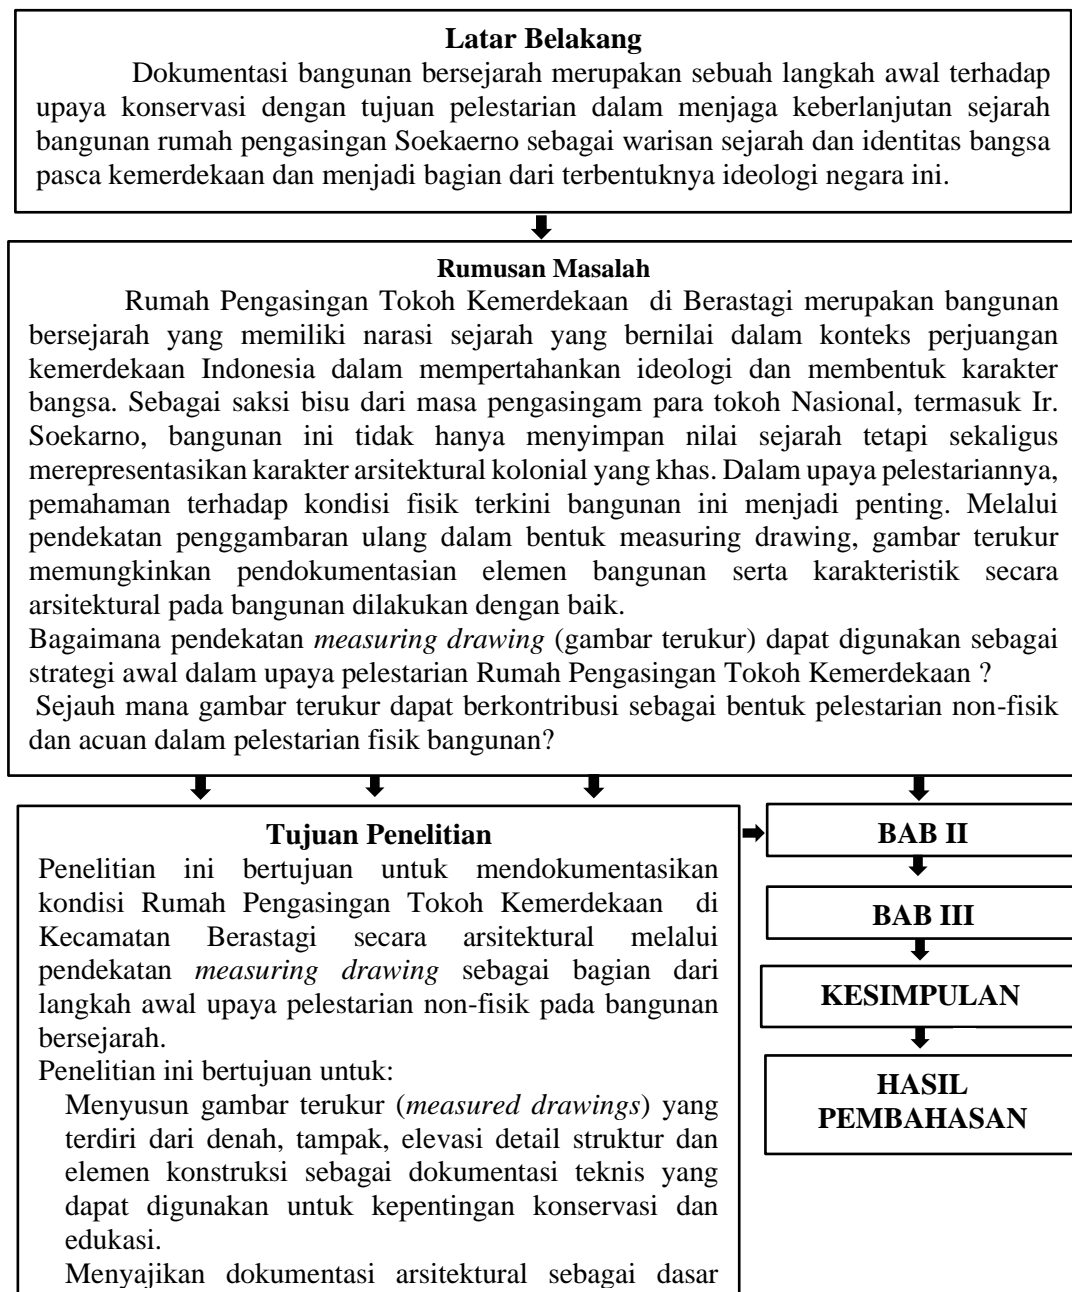 Latar Belakang
Dokumentasi bangunan bersejarah merupakan sebuah langkah awal terhadap
upaya konservasi dengan tujuan pelestarian dalam menjaga keberlanjutan sejarah
bangunan rumah pengasingan Soekaerno sebagai warisan sejarah dan identitas bangsa
pasca kemerdekaan dan menjadi bagian dari terbentuknya ideologi negara ini.
Rumusan Masalah
Rumah Pengasingan Tokoh Kemerdekaan di Berastagi merupakan bangunan
bersejarah yang memiliki narasi sejarah yang bernilai dalam konteks perjuangan
kemerdekaan Indonesia dalam mempertahankan ideologi dan membentuk karakter
bangsa. Sebagai saksi bisu dari masa pengasingam para tokoh Nasional, termasuk Ir.
Soekarno, bangunan ini tidak hanya menyimpan nilai sejarah tetapi sekaligus
merepresentasikan karakter arsitektural kolonial yang khas. Dalam upaya pelestariannya,
pemahaman terhadap kondisi fisik terkini bangunan ini menjadi penting. Melalui
pendekatan penggambaran ulang dalam bentuk measuring drawing, gambar terukur
memungkinkan pendokumentasian elemen bangunan serta karakteristik secara
arsitektural pada bangunan dilakukan dengan baik.
Bagaimana pendekatan measuring drawing (gambar terukur) dapat digunakan sebagai
strategi awal dalam upaya pelestarian Rumah Pengasingan Tokoh Kemerdekaan ?
Sejauh mana gambar terukur dapat berkontribusi sebagai bentuk pelestarian non-fisik
dan acuan dalam pelestarian fisik bangunan?
Tujuan Penelitian
Penelitian ini bertujuan untuk mendokumentasikan
kondisi Rumah Pengasingan Tokoh Kemerdekaan di
Kecamatan Berastagi secara arsitektural melalui
pendekatan measuring drawing sebagai bagian dari
langkah awal upaya pelestarian non-fisik pada bangunan
bersejarah.
Penelitian ini bertujuan untuk:
Menyusun gambar terukur (measured drawings) yang
terdiri dari denah, tampak, elevasi detail struktur dan
elemen konstruksi sebagai dokumentasi teknis yang
dapat digunakan untuk kepentingan konservasi dan
edukasi.
Menyajikan dokumentasi arsitektural sebagai dasar
BAB II
BAB III
KESIMPULAN
HASIL
PEMBAHASAN